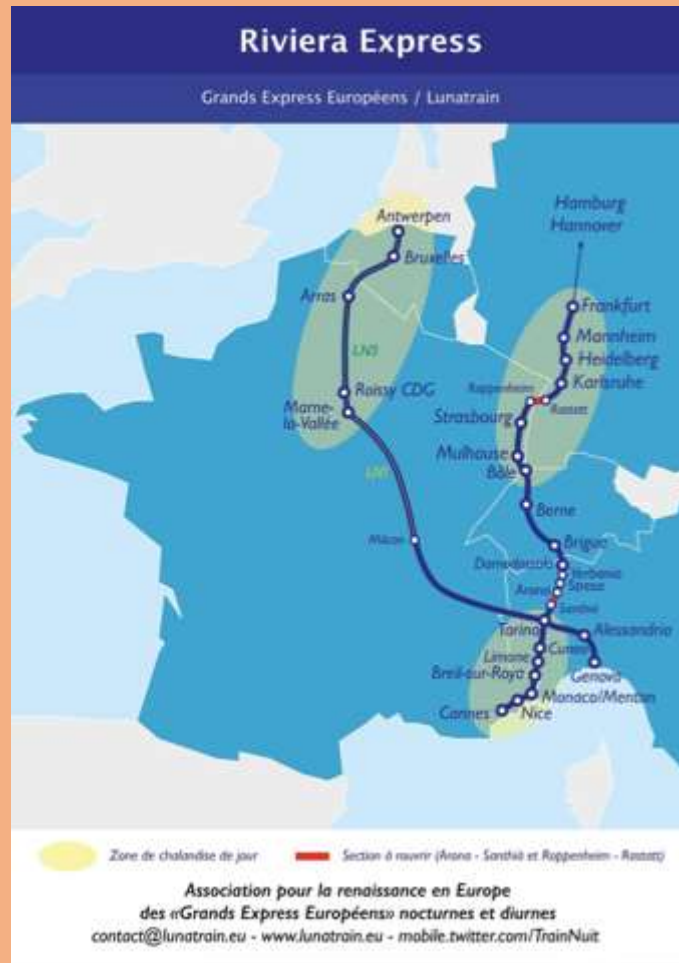 Riviera Express
Grands Express Européens / Lunatrain
Hamburg
Hannover
Antwerpen
Bruxelles
Arras
Frankfurt
Mannheim
Heidelberg
Karlsruhe
LN3
Roissy CDG
Marne-
la-Vallée
Roppenheim
Rastatt
Strasbourg
Mulhouse
Bâle
LN1
Berne
Mâcon
Brigue
Domodossola
Verbania
Stresa
Arona
Santhià
Torino
Alessandria
Cuneo
Limone
Genova
Breil-sur-Roya
Monaco/Menton
Cannes
Nice
Zone de chalandise de jour
Section à rouvrir (Arona - Santhià et Roppenheim - Rastatt)
Association pour la renaissance en Europe
des «Grands Express Européens» nocturnes et diurnes
contact@lunatrain.eu - www.lunatrain.eu - mobile.twitter.com/TrainNuit